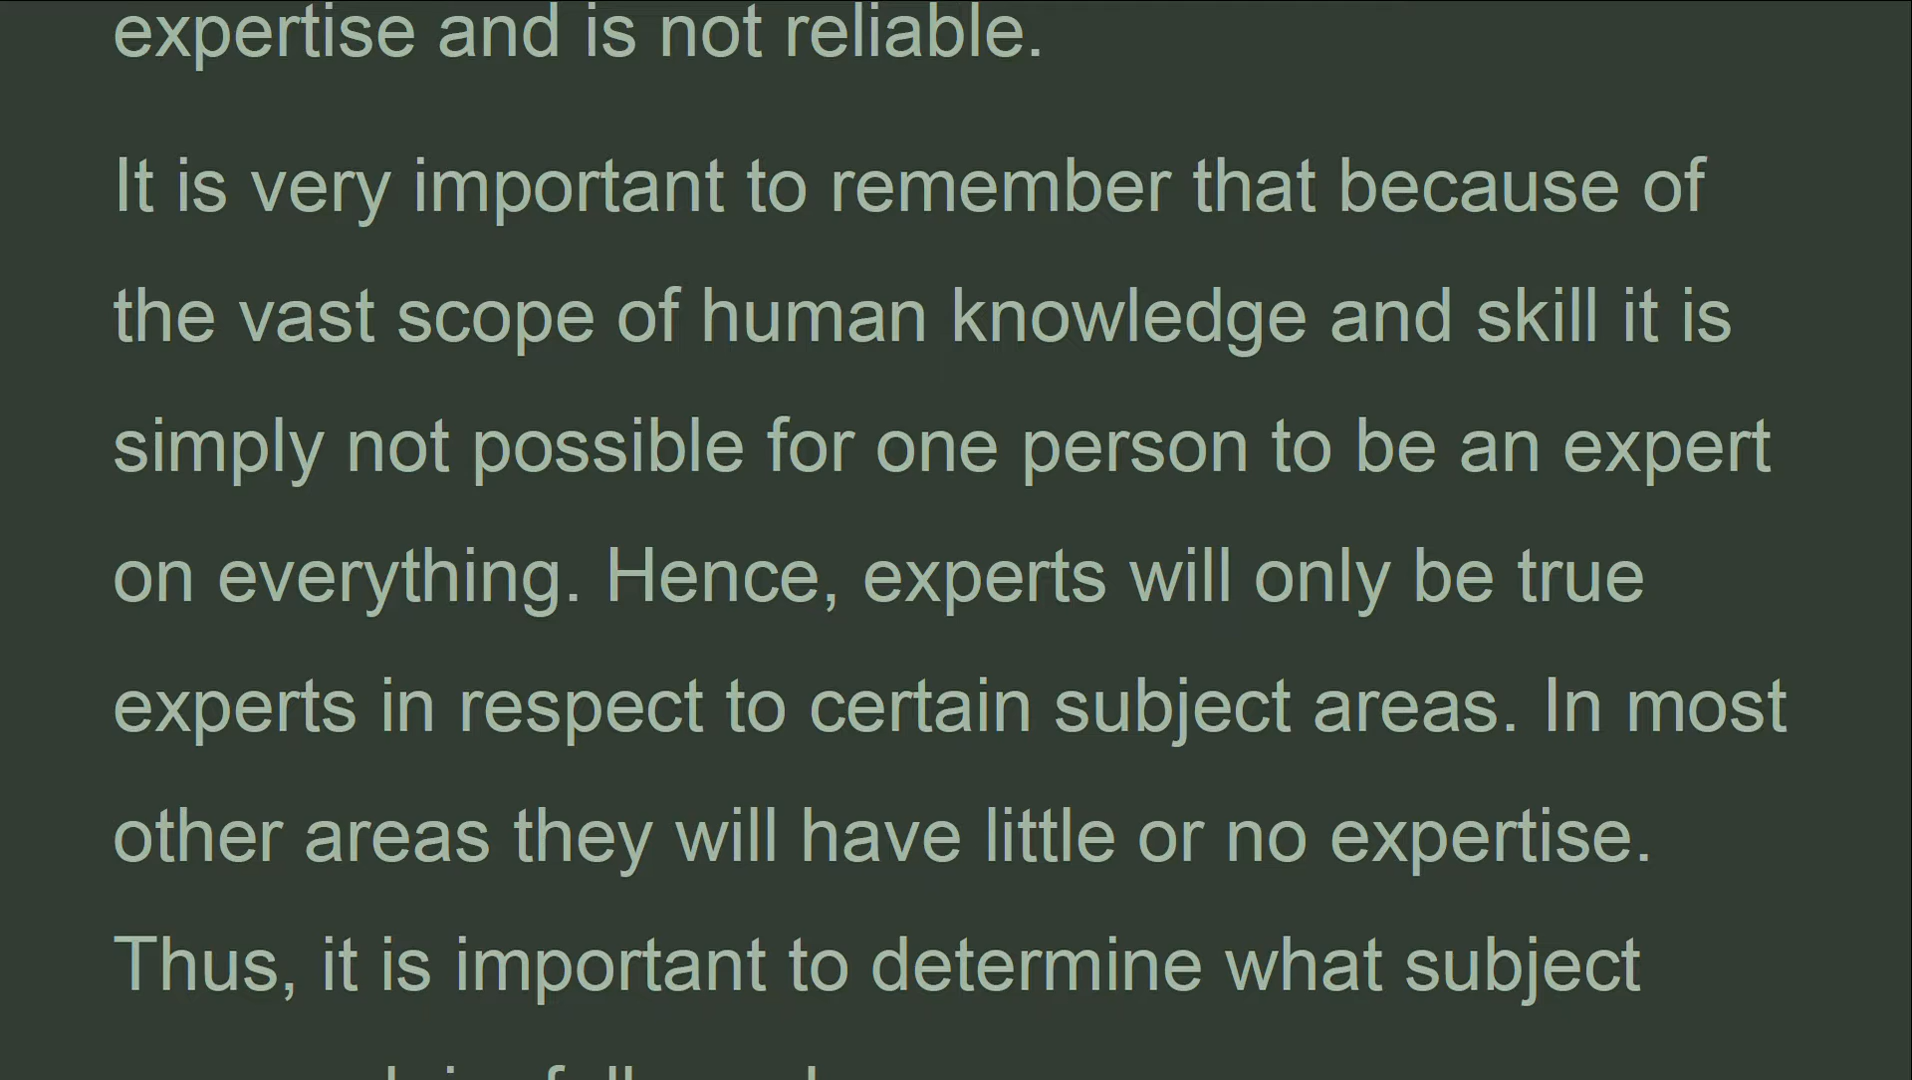 expertise and is not reliable.
It is very important to remember that because of
the vast scope of human knowledge and skill it is
simply not possible for one person to be an expert
on everything. Hence, experts will only be true
experts in respect to certain subject areas. In most
other areas they will have little or no expertise.
Thus, it is important to determine what subject